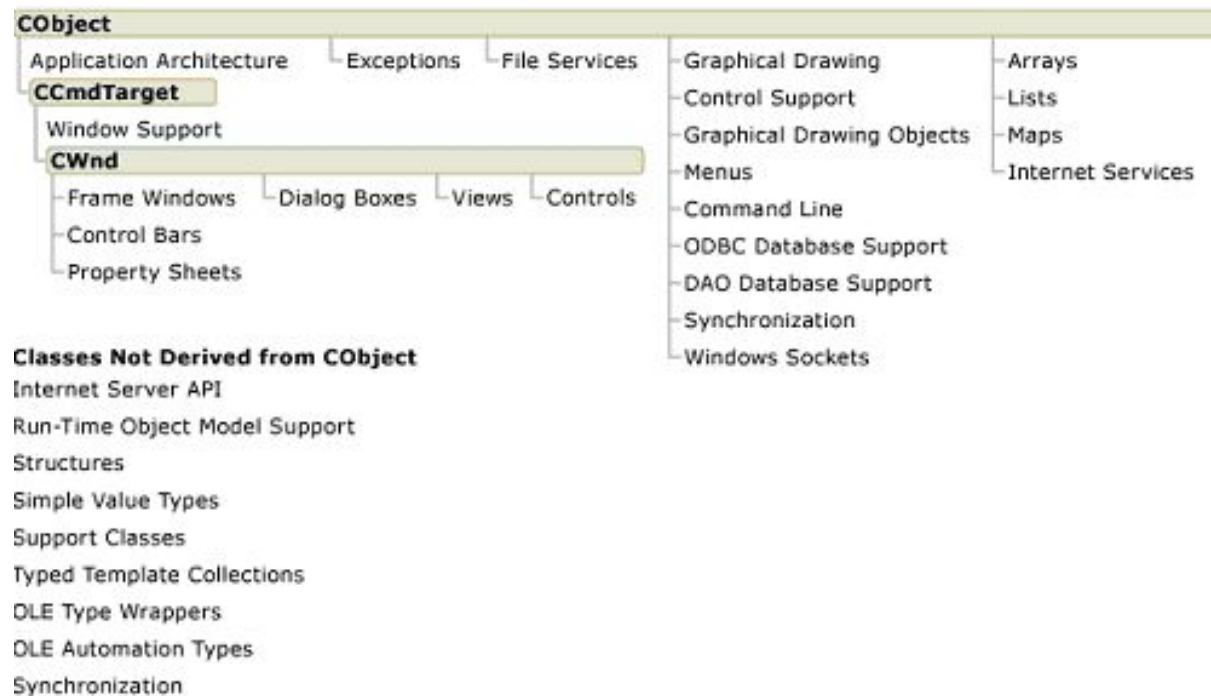 CObject
Application Architecture
CCmdTarget
Window Support
CWnd
Frame Windows
Control Bars
Property Sheets
Dialog Boxes
Views
Controls
Exceptions
File Services
Graphical Drawing
Control Support
Graphical Drawing Objects
Menus
Command Line
ODBC Database Support
DAO Database Support
Synchronization
Windows Sockets
Arrays
Lists
Maps
Internet Services
Classes Not Derived from CObject
Internet Server API
Run-Time Object Model Support
Structures
Simple Value Types
Support Classes
Typed Template Collections
OLE Type Wrappers
OLE Automation Types
Synchronization